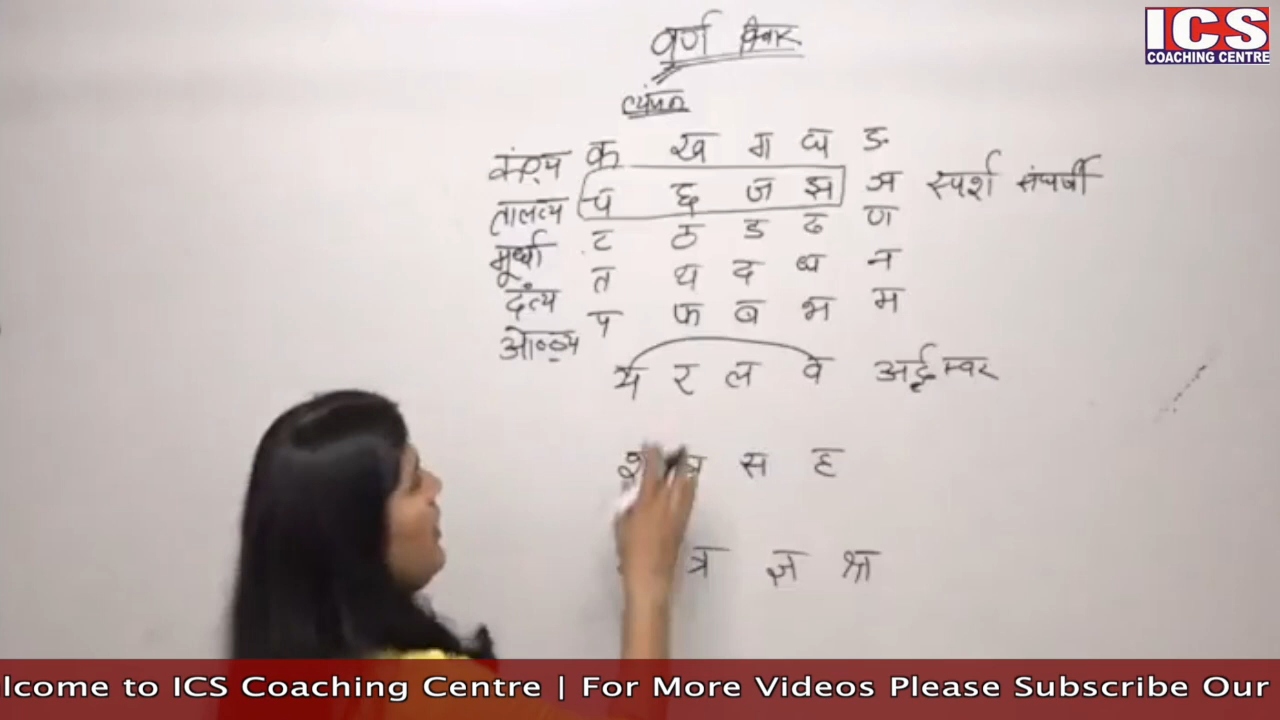 ICS
COACHING CENTRE
वर्ण विचार
व्यंजन
कंठ्य क ख ग घ ङ
तालव्य च छ ज झ ञ स्पर्श संघर्षी
मूर्धा ट ठ ड ढ ण
दंत्य त थ द ध न
ओष्ठ्य प फ ब भ म
य र ल व अर्द्ध स्वर
श स ह
त्र ज्ञ श्र
lcome to ICS Coaching Centre | For More Videos Please Subscribe Our